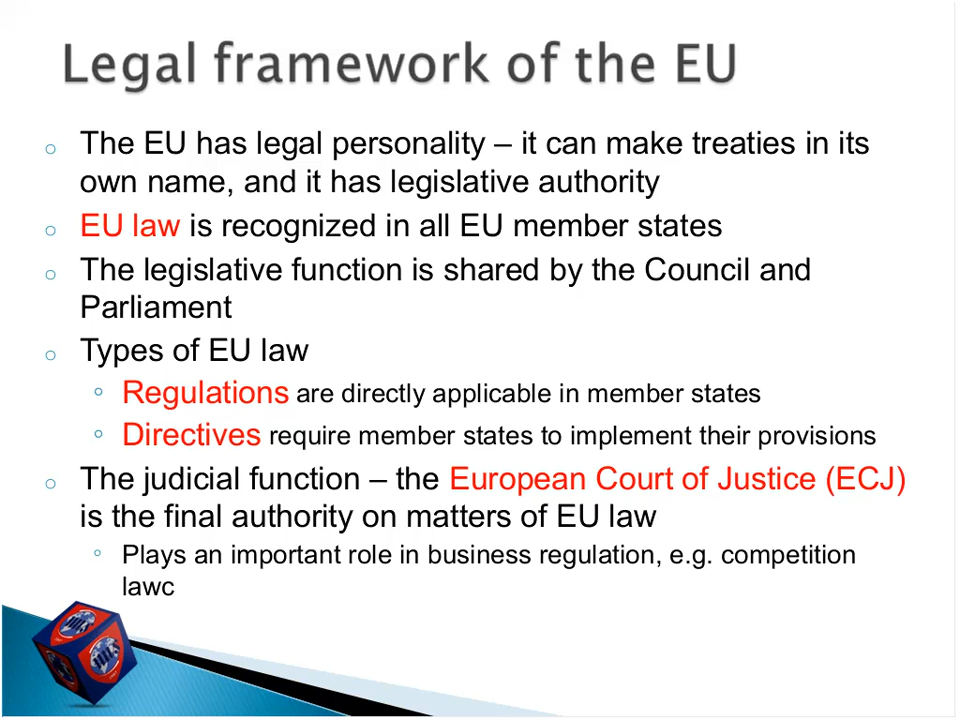 Legal framework of the EU
The EU has legal personality – it can make treaties in its
own name, and it has legislative authority
EU law is recognized in all EU member states
The legislative function is shared by the Council and
Parliament
Types of EU law
Regulations are directly applicable in member states
Directives require member states to implement their provisions
The judicial function – the European Court of Justice (ECJ)
is the final authority on matters of EU law
Plays an important role in business regulation, e.g. competition
lawc